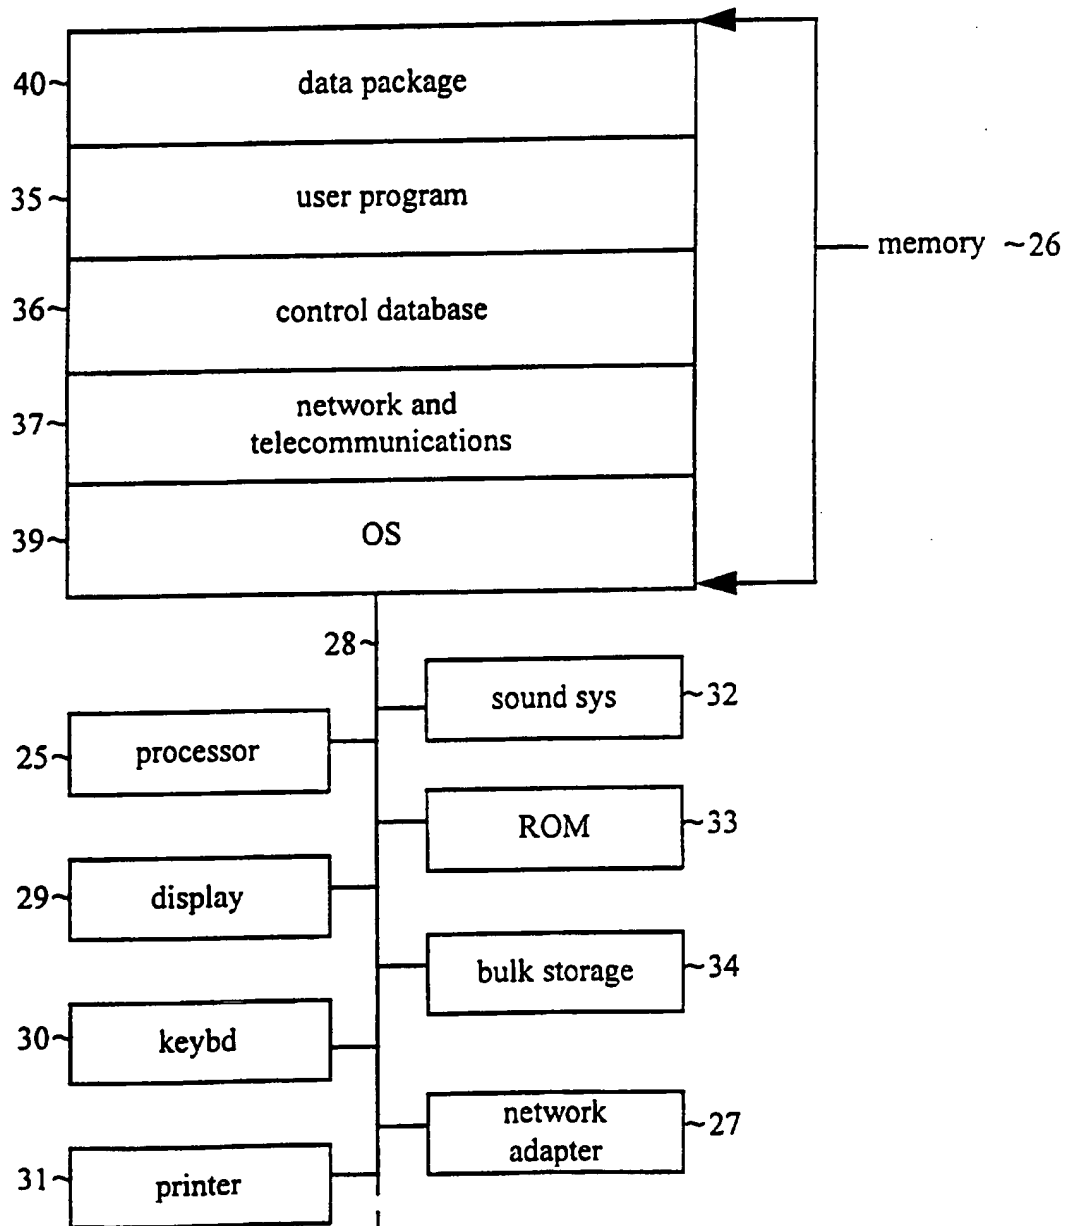 40~ data package
35~ user program
36~ control database
37~ network and
telecommunications
39~ OS
memory ~26
28~
sound sys ~32
25~ processor
ROM ~33
29~ display
bulk storage ~34
30~ keybd
network
adapter ~27
31~ printer